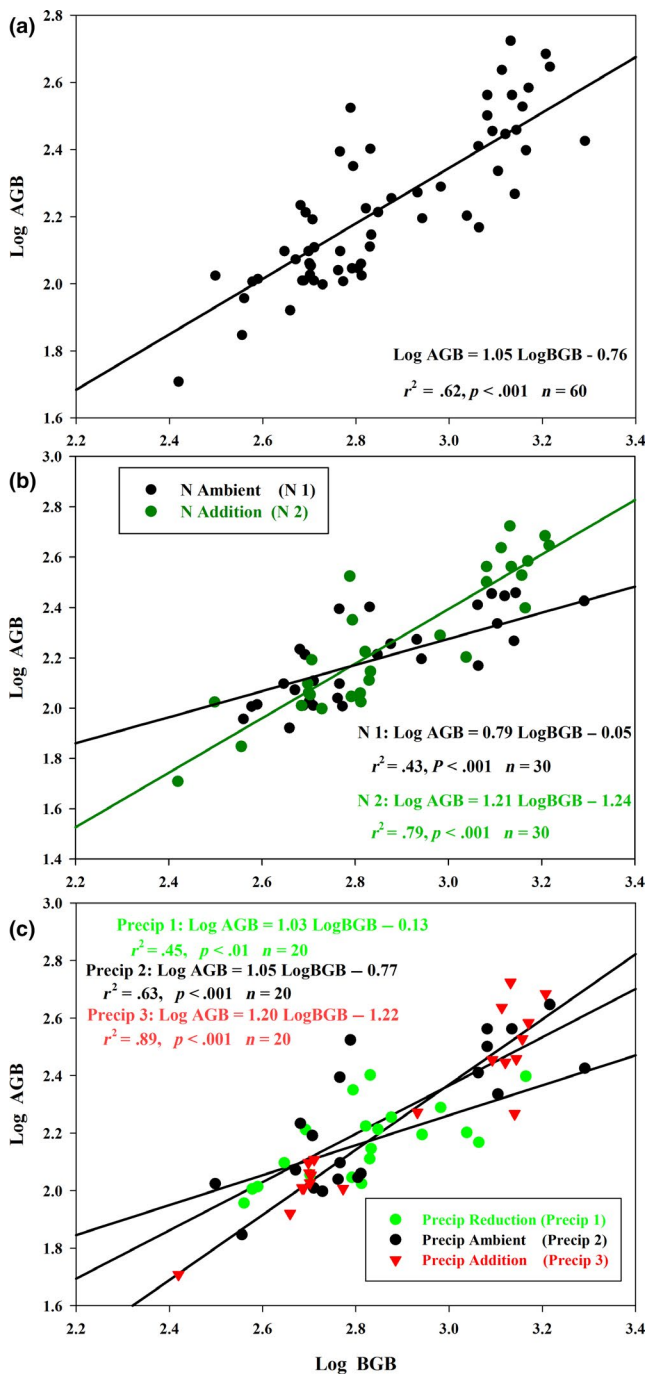 (a)
2.8
2.6
2.4
2.2
2.0
1.8
1.6
Log AGB
Log AGB = 1.05 LogBGB - 0.76
r² = .62, p < .001 n = 60
2.2 2.4 2.6 2.8 3.0 3.2 3.4
(b)
3.0
2.8
2.6
2.4
2.2
2.0
1.8
1.6
1.4
Log AGB
N Ambient (N 1)
N Addition (N 2)
N 1: Log AGB = 0.79 LogBGB – 0.05
r² = .43, P < .001 n = 30
N 2: Log AGB = 1.21 LogBGB – 1.24
r² = .79, p < .001 n = 30
2.2 2.4 2.6 2.8 3.0 3.2 3.4
(c)
3.0
2.8
2.6
2.4
2.2
2.0
1.8
1.6
Log AGB
Precip 1: Log AGB = 1.03 LogBGB – 0.13
r² = .45, p < .01 n = 20
Precip 2: Log AGB = 1.05 LogBGB – 0.77
r² = .63, p < .001 n = 20
Precip 3: Log AGB = 1.20 LogBGB – 1.22
r² = .89, p < .001 n = 20
Precip Reduction (Precip 1)
Precip Ambient (Precip 2)
Precip Addition (Precip 3)
2.2 2.4 2.6 2.8 3.0 3.2 3.4
Log BGB